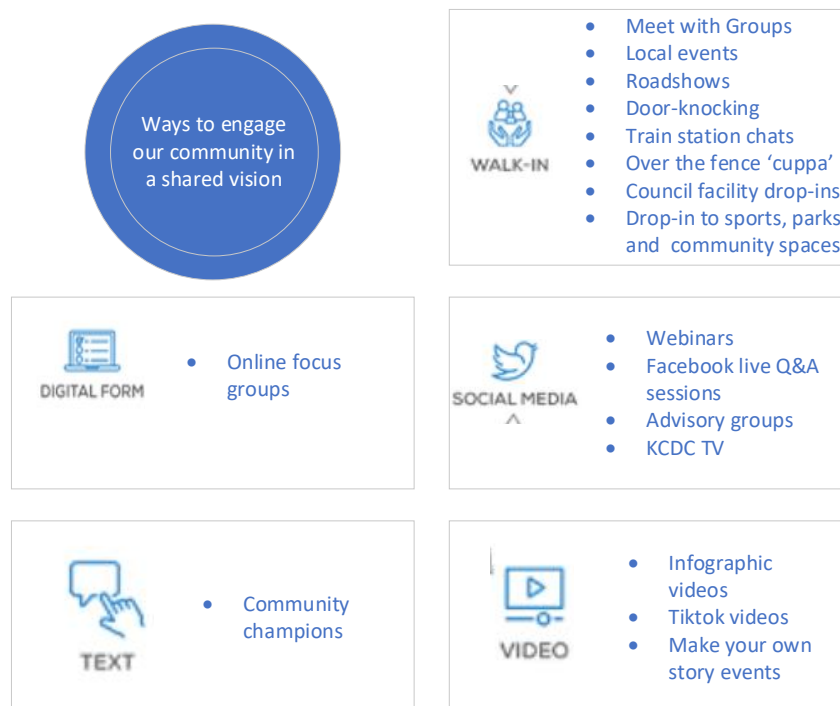 Ways to engage
our community in
a shared vision
WALK-IN
• Meet with Groups
• Local events
• Roadshows
• Door-knocking
• Train station chats
• Over the fence ‘cuppa’
• Council facility drop-ins
• Drop-in to sports, parks
and community spaces
DIGITAL FORM
• Online focus
groups
SOCIAL MEDIA
• Webinars
• Facebook live Q&A
sessions
• Advisory groups
• KCDC TV
TEXT
• Community
champions
VIDEO
• Infographic
videos
• Tiktok videos
• Make your own
story events